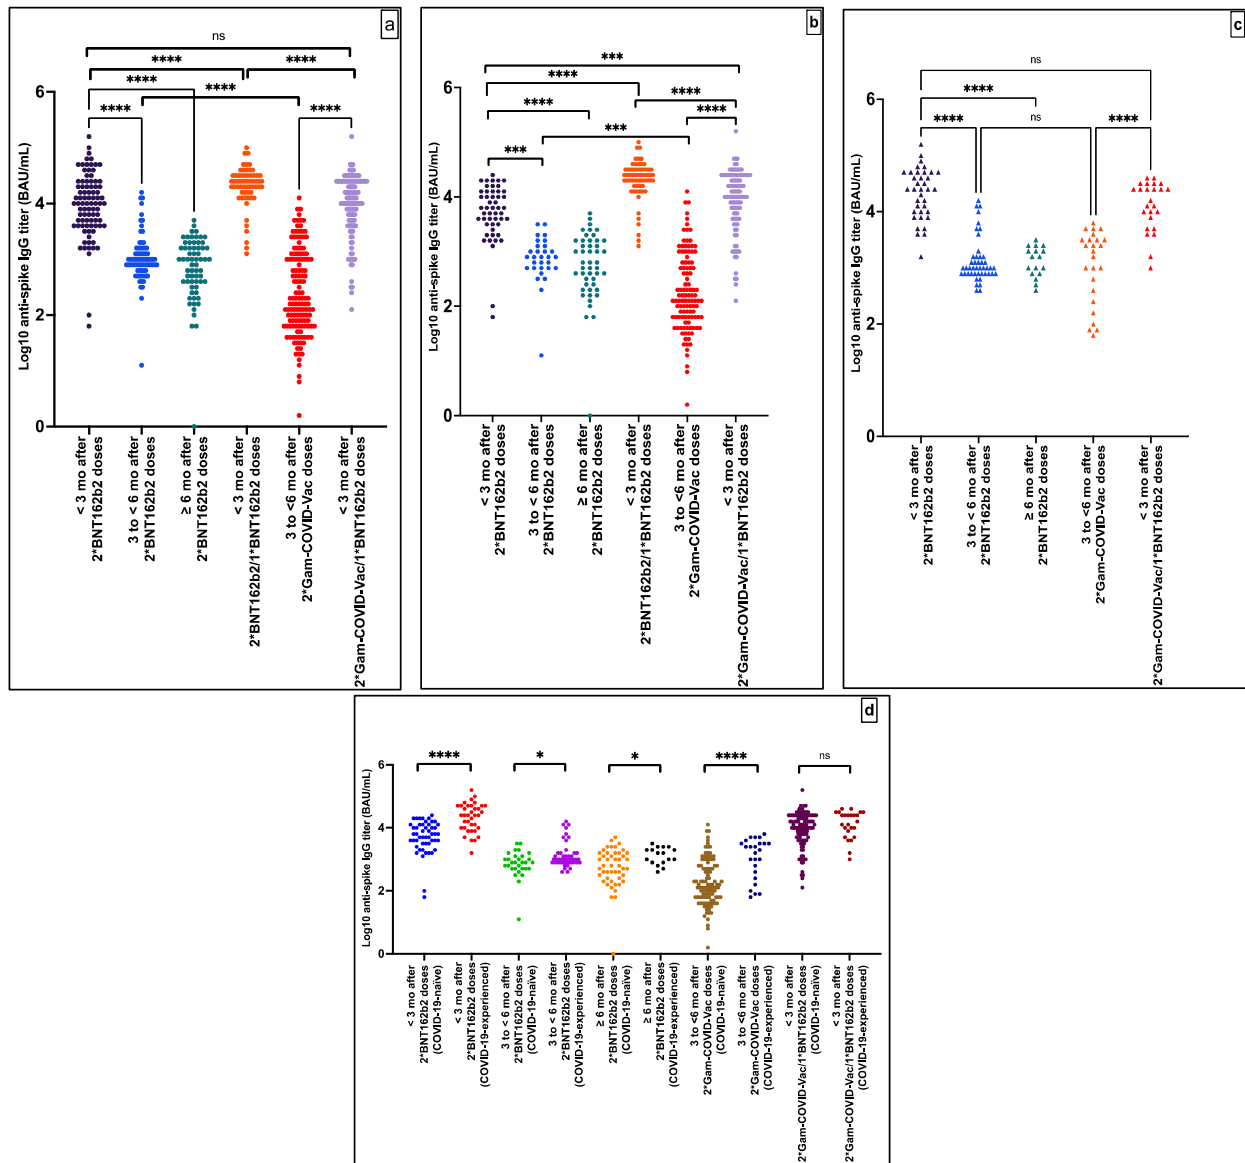 a
ns
****
****
****
****
****
****
Log10 anti-spike IgG titer (BAU/mL)
6
4
2
0
< 3 mo after
2*BNT162b2 doses
3 to < 6 mo after
2*BNT162b2 doses
≥ 6 mo after
2*BNT162b2 doses
< 3 mo after
2*BNT162b2/1*BNT162b2 doses
3 to <6 mo after
2*Gam-COVID-Vac doses
< 3 mo after
2*Gam-COVID-Vac/1*BNT162b2 doses
b
***
****
****
****
****
***
***
Log10 anti-spike IgG titer (BAU/mL)
6
4
2
0
< 3 mo after
2*BNT162b2 doses
3 to < 6 mo after
2*BNT162b2 doses
≥ 6 mo after
2*BNT162b2 doses
< 3 mo after
2*BNT162b2/1*BNT162b2 doses
3 to <6 mo after
2*Gam-COVID-Vac doses
< 3 mo after
2*Gam-COVID-Vac/1*BNT162b2 doses
c
ns
****
****
ns
****
Log10 anti-spike IgG titer (BAU/mL)
6
4
2
0
< 3 mo after
2*BNT162b2 doses
3 to < 6 mo after
2*BNT162b2 doses
≥ 6 mo after
2*BNT162b2 doses
3 to <6 mo after
2*Gam-COVID-Vac doses
< 3 mo after
2*Gam-COVID-Vac/1*BNT162b2 doses
d
****
*
*
****
ns
Log10 anti-spike IgG titer (BAU/mL)
6
4
2
0
< 3 mo after
2*BNT162b2 doses
(COVID-19-naïve)
< 3 mo after
2*BNT162b2 doses
(COVID-19-experienced)
3 to < 6 mo after
2*BNT162b2 doses
(COVID-19-naïve)
3 to < 6 mo after
2*BNT162b2 doses
(COVID-19-experienced)
≥ 6 mo after
2*BNT162b2 doses
(COVID-19-naïve)
≥ 6 mo after
2*BNT162b2 doses
(COVID-19-experienced)
3 to <6 mo after
2*Gam-COVID-Vac doses
(COVID-19-naïve)
3 to <6 mo after
2*Gam-COVID-Vac doses
(COVID-19-experienced)
< 3 mo after
2*Gam-COVID-Vac/1*BNT162b2 doses
(COVID-19-naïve)
< 3 mo after
2*Gam-COVID-Vac/1*BNT162b2 doses
(COVID-19-experienced)